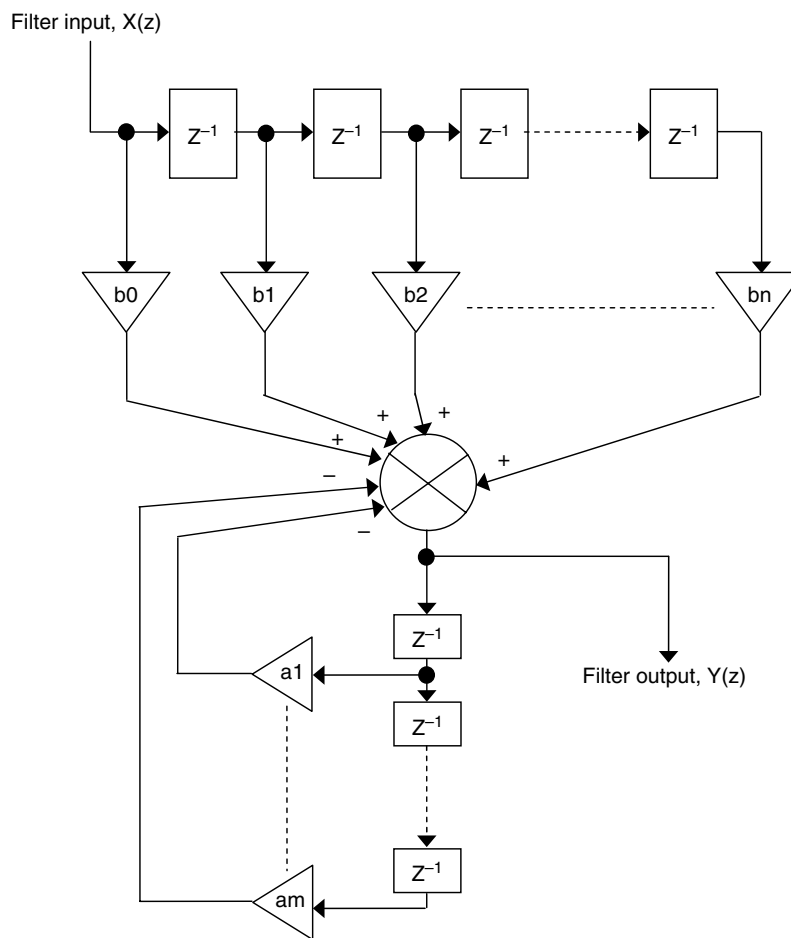 Filter input, X(z)
Z⁻¹ Z⁻¹ Z⁻¹ Z⁻¹
b0 b1 b2 bn
+ + + +
–
–
Z⁻¹
a1
Filter output, Y(z)
Z⁻¹
Z⁻¹
am